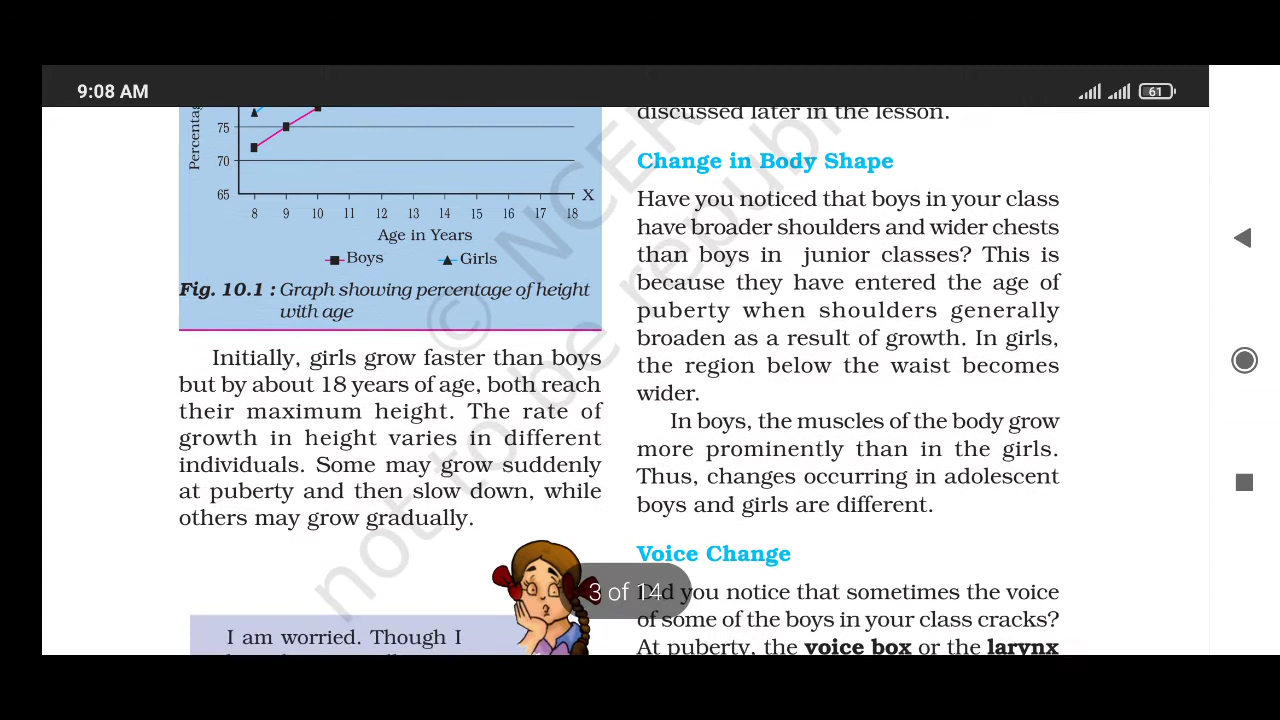 9:08 AM
61
Percentag
75
70
65
X
8 9 10 11 12 13 14 15 16 17 18
Age in Years
Boys Girls
Fig. 10.1 : Graph showing percentage of height
with age
Initially, girls grow faster than boys
but by about 18 years of age, both reach
their maximum height. The rate of
growth in height varies in different
individuals. Some may grow suddenly
at puberty and then slow down, while
others may grow gradually.
I am worried. Though I
discussed later in the lesson.
Change in Body Shape
Have you noticed that boys in your class
have broader shoulders and wider chests
than boys in junior classes? This is
because they have entered the age of
puberty when shoulders generally
broaden as a result of growth. In girls,
the region below the waist becomes
wider.
In boys, the muscles of the body grow
more prominently than in the girls.
Thus, changes occurring in adolescent
boys and girls are different.
Voice Change
3 of 14
Did you notice that sometimes the voice
of some of the boys in your class cracks?
At puberty, the voice box or the larynx
© NCER
not to be republi